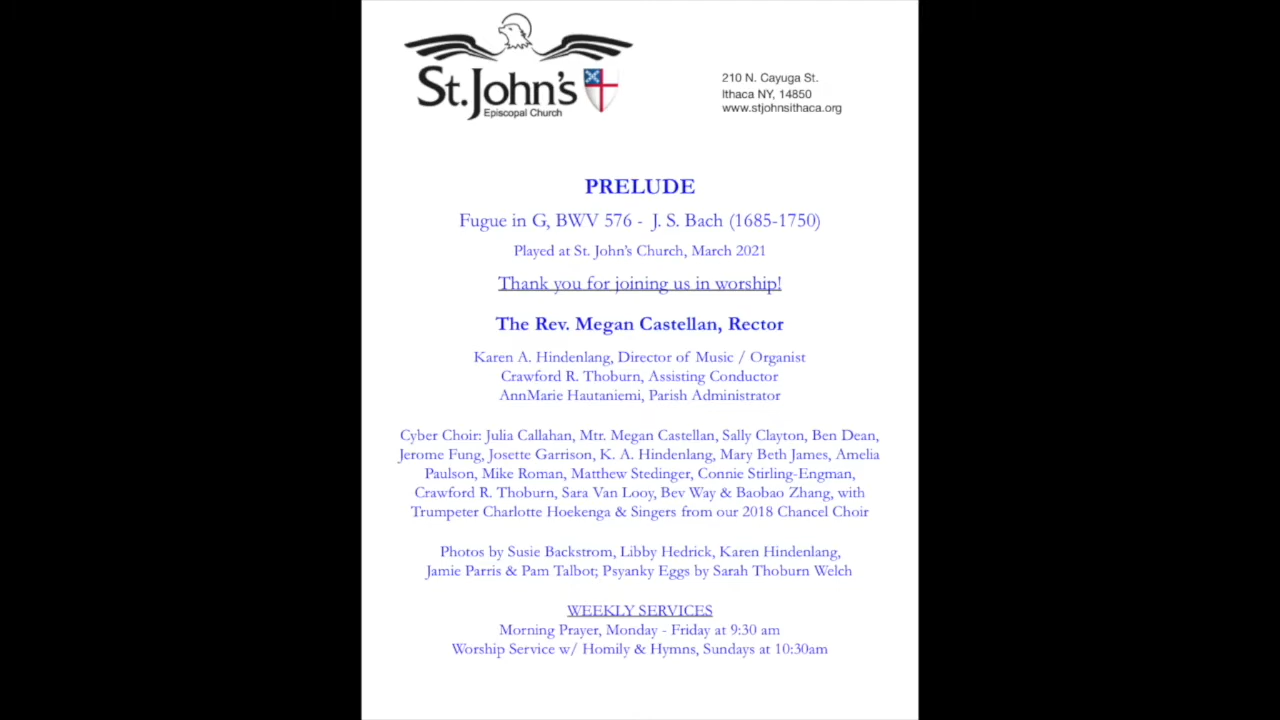 St. John's
Episcopal Church
210 N. Cayuga St.
Ithaca NY, 14850
www.stjohnsithaca.org
PRELUDE
Fugue in G, BWV 576 - J. S. Bach (1685-1750)
Played at St. John's Church, March 2021
Thank you for joining us in worship!
The Rev. Megan Castellan, Rector
Karen A. Hindenlang, Director of Music / Organist
Crawford R. Thoburn, Assisting Conductor
AnnMarie Hautaniemi, Parish Administrator
Cyber Choir: Julia Callahan, Mtr. Megan Castellan, Sally Clayton, Ben Dean,
Jerome Fung, Josette Garrison, K. A. Hindenlang, Mary Beth James, Amelia
Paulson, Mike Roman, Matthew Stedinger, Connie Stirling-Engman,
Crawford R. Thoburn, Sara Van Looy, Bev Way & Baobao Zhang, with
Trumpeter Charlotte Hoekenga & Singers from our 2018 Chancel Choir
Photos by Susie Backstrom, Libby Hedrick, Karen Hindenlang,
Jamie Parris & Pam Talbot; Psyanky Eggs by Sarah Thoburn Welch
WEEKLY SERVICES
Morning Prayer, Monday - Friday at 9:30 am
Worship Service w/ Homily & Hymns, Sundays at 10:30am